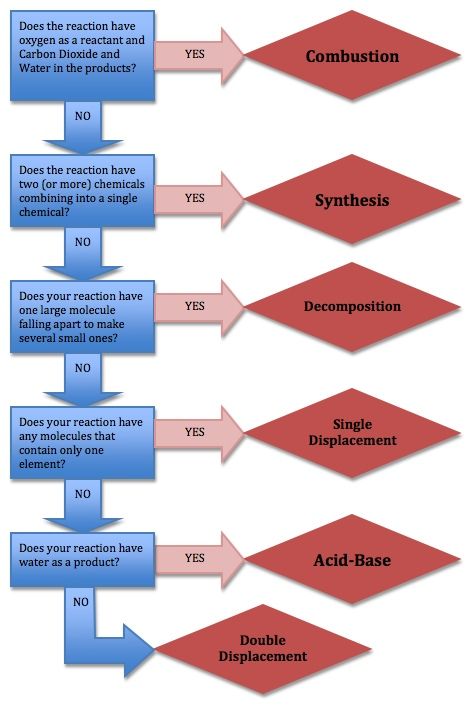 Does the reaction have
oxygen as a reactant and
Carbon Dioxide and
Water in the products?
YES
Combustion
NO
Does the reaction have
two (or more) chemicals
combining into a single
chemical?
YES
Synthesis
NO
Does your reaction have
one large molecule
falling apart to make
several small ones?
YES
Decomposition
NO
Does your reaction have
any molecules that
contain only one
element?
YES
Single
Displacement
NO
Does your reaction have
water as a product?
YES
Acid-Base
NO
Double
Displacement